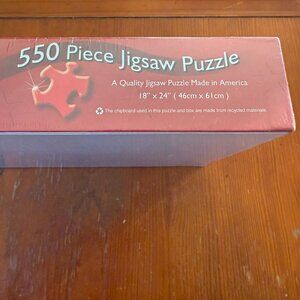 550 Piece Jigsaw Puzzle
A Quality Jigsaw Puzzle Made in America.
18" x 24" ( 46cm x 61cm )
The chipboard used in this puzzle and box are made from recycled materials.